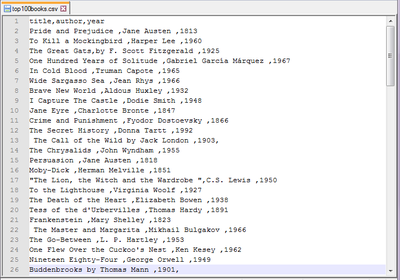 top100books.csv
1 title,author,year
2 Pride and Prejudice ,Jane Austen ,1813
3 To Kill a Mockingbird ,Harper Lee ,1960
4 The Great Gats,by F. Scott Fitzgerald ,1925
5 One Hundred Years of Solitude ,Gabriel García Márquez ,1967
6 In Cold Blood ,Truman Capote ,1965
7 Wide Sargasso Sea ,Jean Rhys ,1966
8 Brave New World ,Aldous Huxley ,1932
9 I Capture The Castle ,Dodie Smith ,1948
10 Jane Eyre ,Charlotte Bronte ,1847
11 Crime and Punishment ,Fyodor Dostoevsky ,1866
12 The Secret History ,Donna Tartt ,1992
13  The Call of the Wild by Jack London ,1903,
14 The Chrysalids ,John Wyndham ,1955
15 Persuasion ,Jane Austen ,1818
16 Moby-Dick ,Herman Melville ,1851
17 "The Lion, the Witch and the Wardrobe ",C.S. Lewis ,1950
18 To the Lighthouse ,Virginia Woolf ,1927
19 The Death of the Heart ,Elizabeth Bowen ,1938
20 Tess of the d'Urbervilles ,Thomas Hardy ,1891
21 Frankenstein ,Mary Shelley ,1823
22  The Master and Margarita ,Mikhail Bulgakov ,1966
23 The Go-Between ,L. P. Hartley ,1953
24 One Flew Over the Cuckoo's Nest ,Ken Kesey ,1962
25 Nineteen Eighty-Four ,George Orwell ,1949
26 Buddenbrooks by Thomas Mann ,1901,